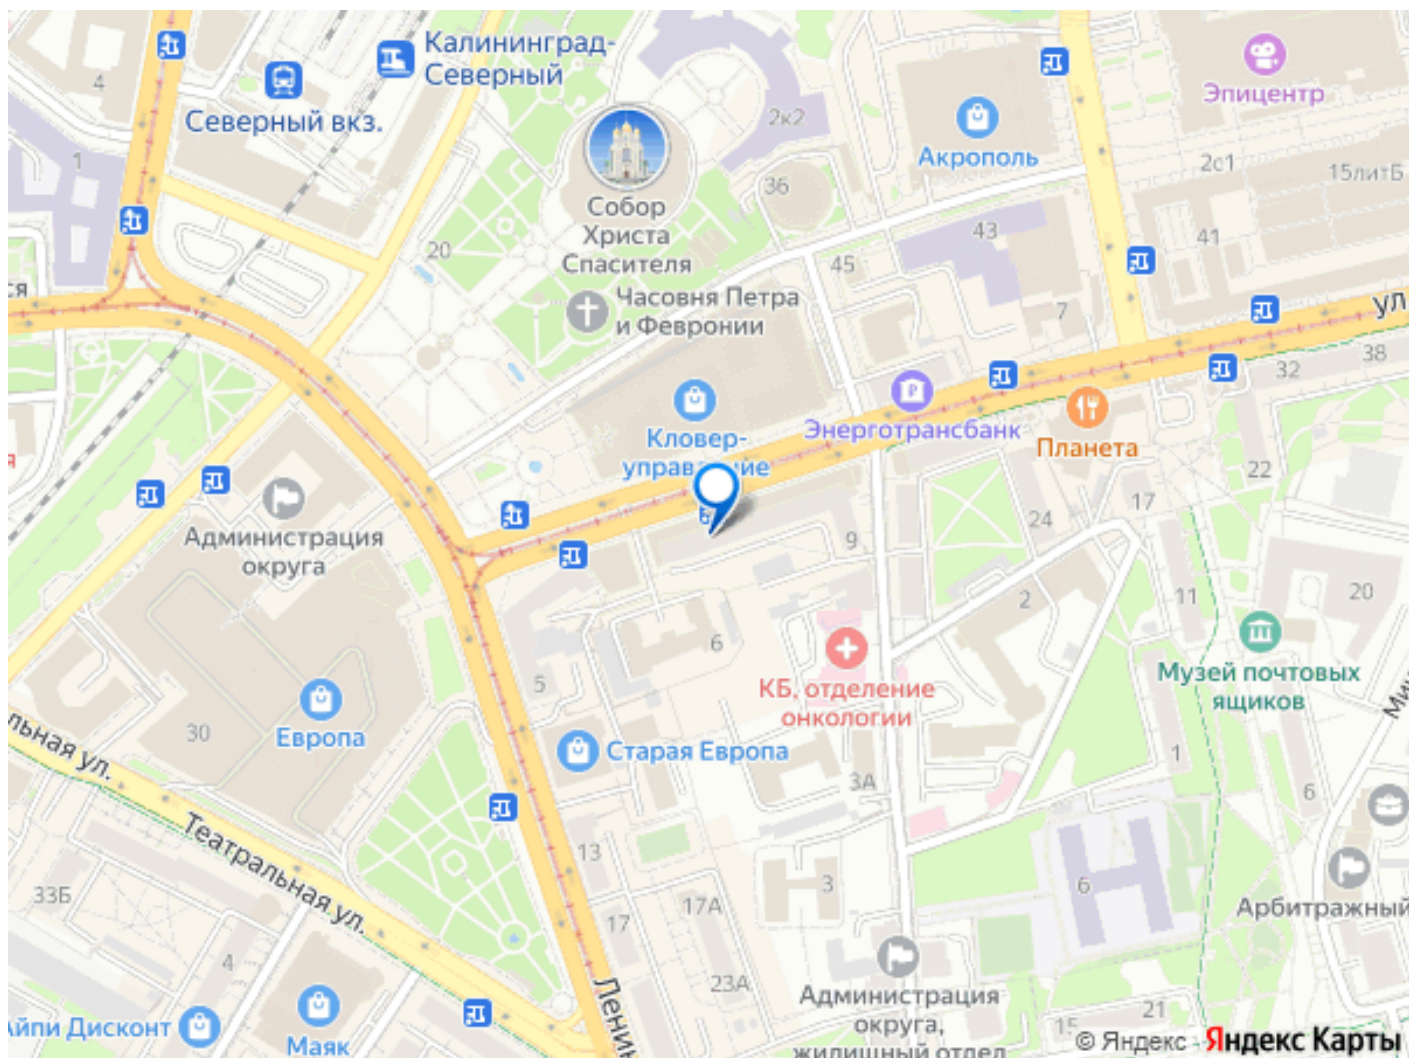 Калининград-
Северный
4
Северный вкз.
Эпицентр
2к2
Акрополь
1
2с1
15литБ
36
Собор
Христа
Спасителя
20
43
41
45
ся
Часовня Петра
и Февронии
7
ул
38
32
Энерготрансбанк
Кловер-
Планета
22
17
24
Администрация
округа
9
2
11
20
6
КБ, отделение
онкологии
Музей почтовых
ящиков
5
30
Европа
Старая Европа
льная ул.
1
3А
6
Театральная ул.
13
3
6
33Б
17А
17
Арбитражный
4
23А
Ленин
Администрация
округа,
жилищный отдел
15
21
йпи Дисконт
Маяк
© Яндекс
Яндекс Карты